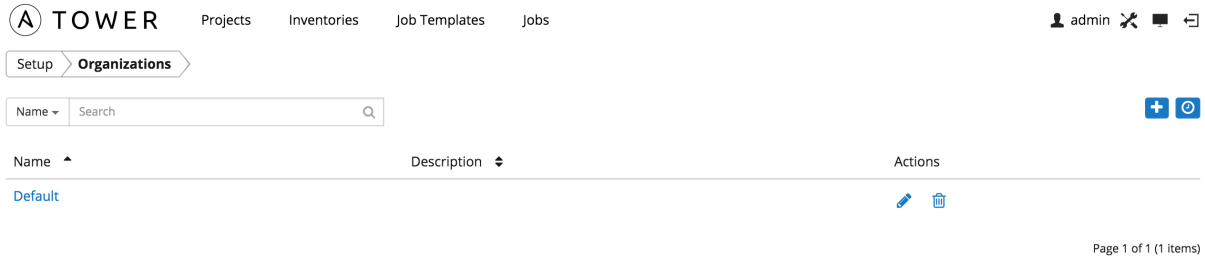 TOWER Projects Inventories Job Templates Jobs admin
Setup Organizations
Name Search
Name Description Actions
Default
Page 1 of 1 (1 items)